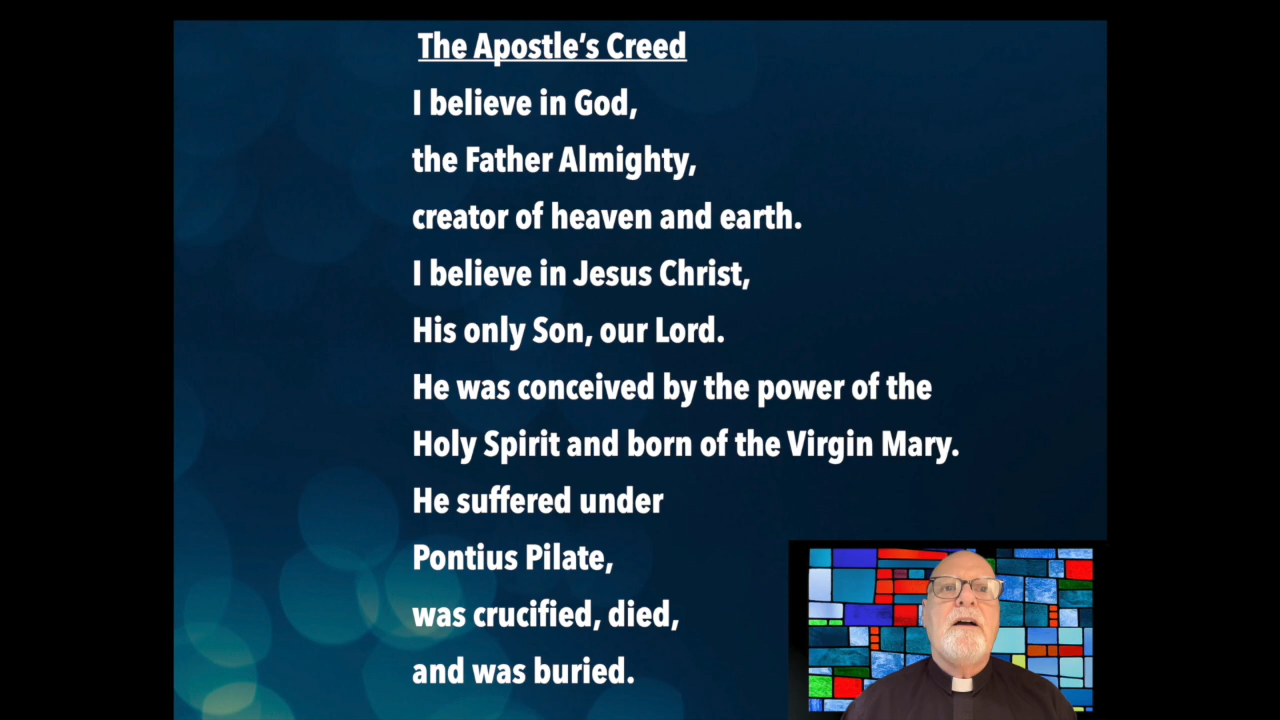 The Apostle’s Creed
I believe in God,
the Father Almighty,
creator of heaven and earth.
I believe in Jesus Christ,
His only Son, our Lord.
He was conceived by the power of the
Holy Spirit and born of the Virgin Mary.
He suffered under
Pontius Pilate,
was crucified, died,
and was buried.